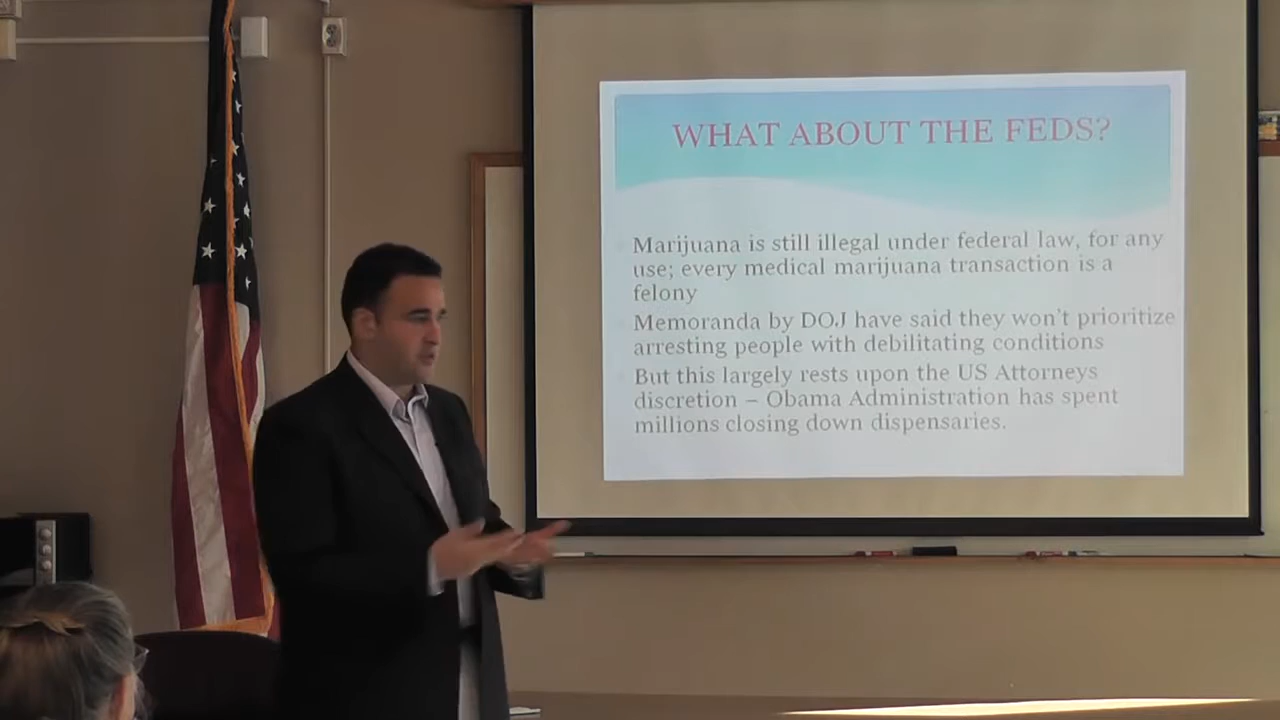 WHAT ABOUT THE FEDS?
Marijuana is still illegal under federal law, for any
use; every medical marijuana transaction is a
felony
Memoranda by DOJ have said they won't prioritize
arresting people with debilitating conditions
But this largely rests upon the US Attorneys
discretion – Obama Administration has spent
millions closing down dispensaries.